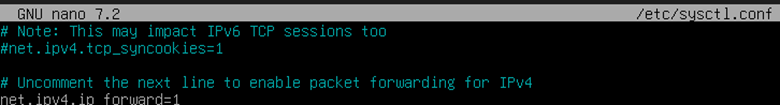 GNU nano 7.2 /etc/sysctl.conf
# Note: This may impact IPv6 TCP sessions too
#net.ipv4.tcp_syncookies=1
# Uncomment the next line to enable packet forwarding for IPv4
net.ipv4.ip_forward=1